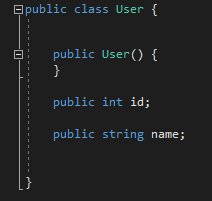 public class User {
public User() {
}
public int id;
public string name;
}